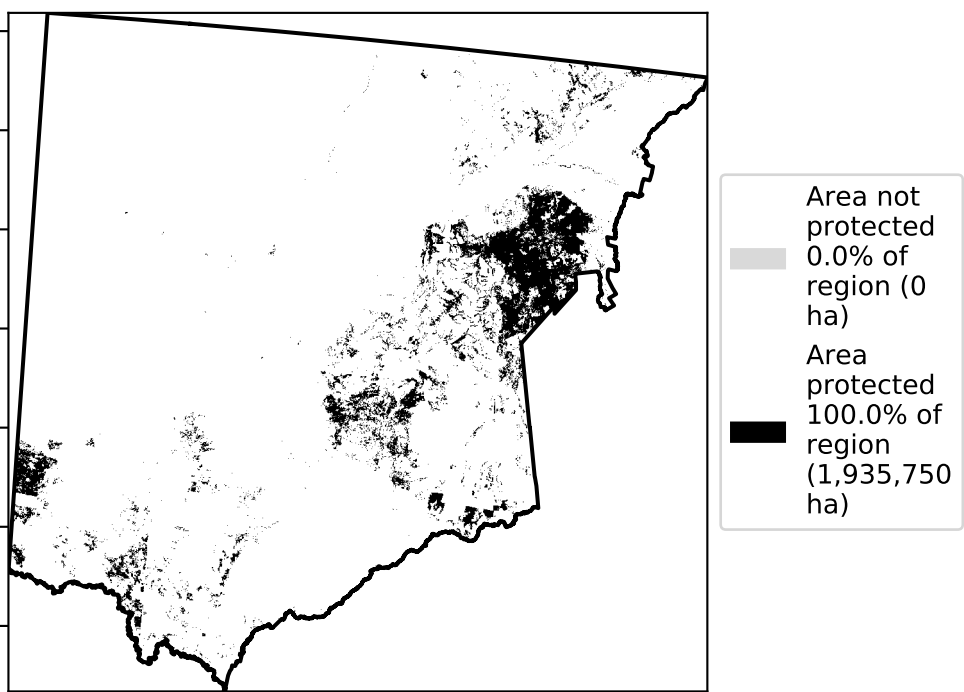 Area not
protected
0.0% of
region (0
ha)
Area
protected
100.0% of
region
(1,935,750
ha)